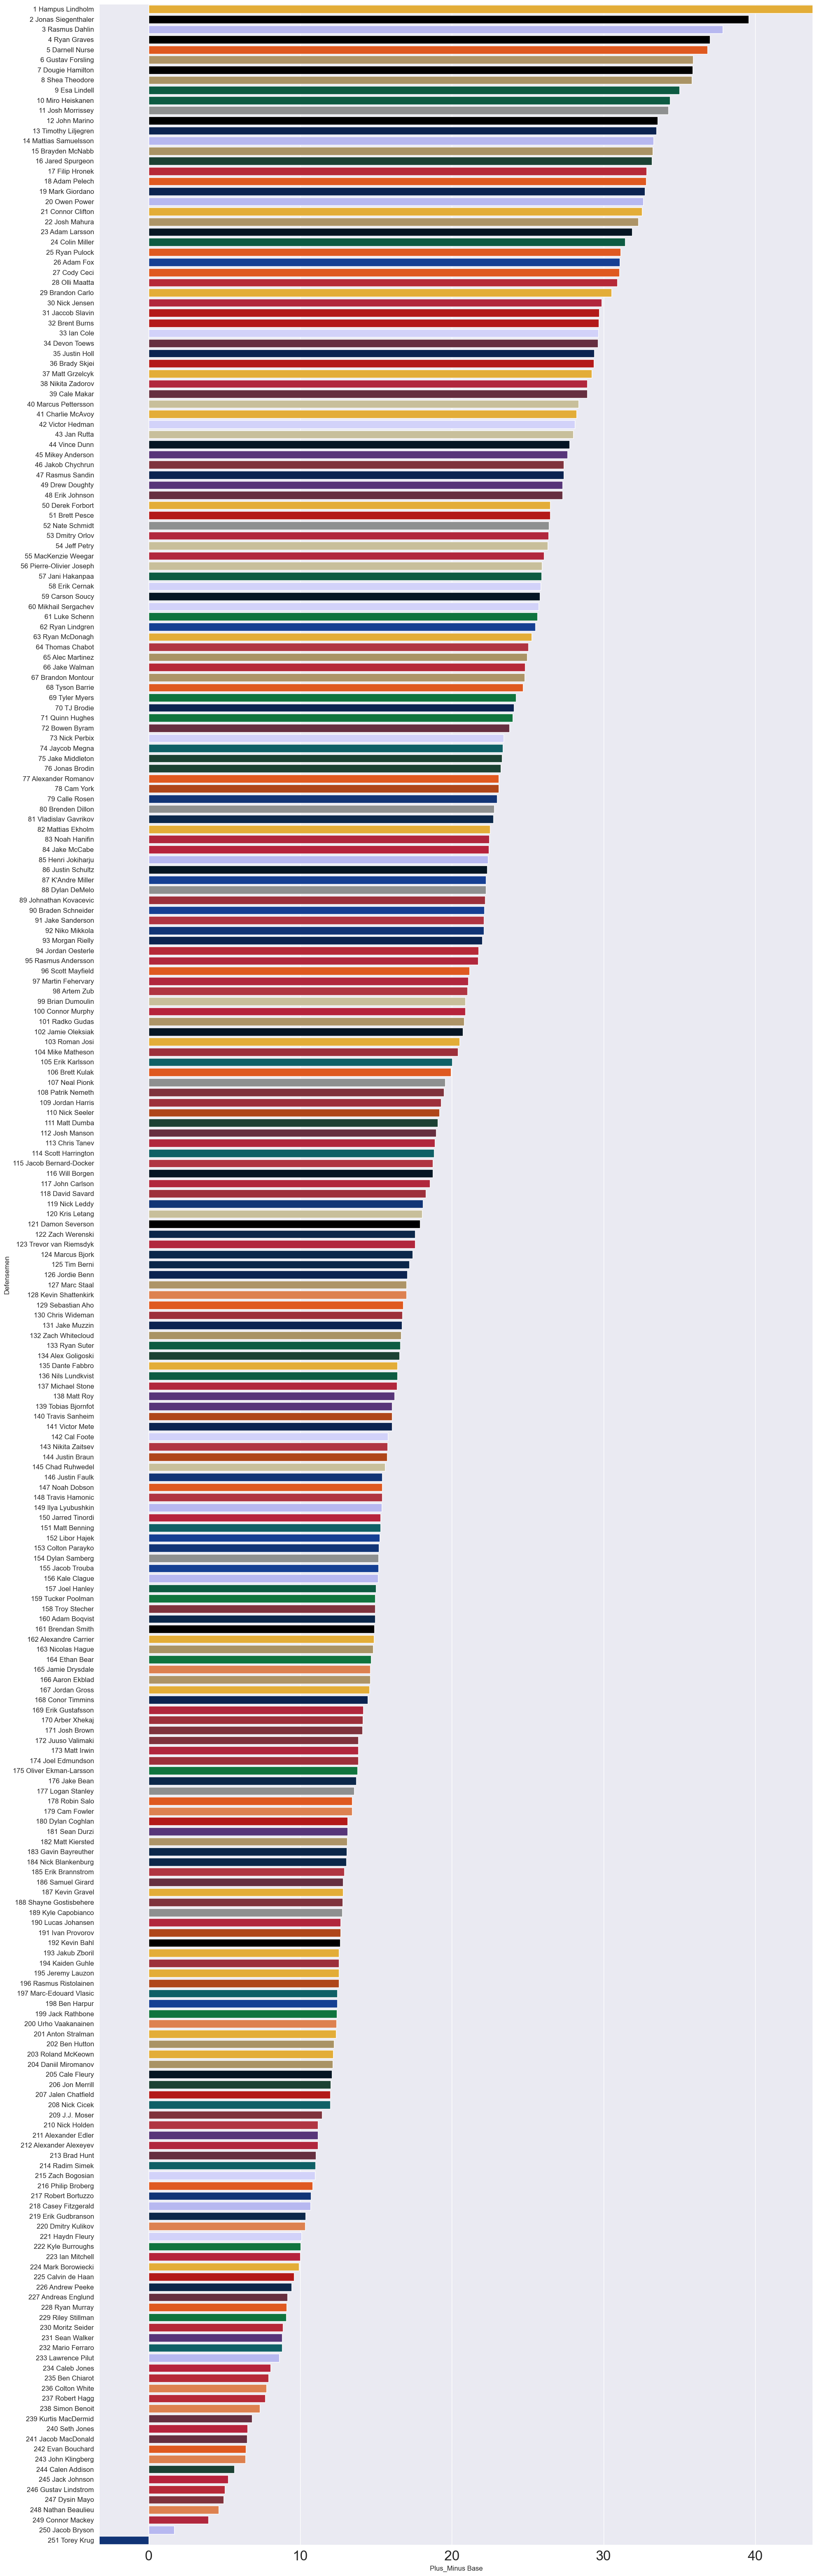 1 Hampus Lindholm
2 Jonas Siegenthaler
3 Rasmus Dahlin
4 Ryan Graves
5 Darnell Nurse
6 Gustav Forsling
7 Dougie Hamilton
8 Shea Theodore
9 Esa Lindell
10 Miro Heiskanen
11 Josh Morrissey
12 John Marino
13 Timothy Liljegren
14 Mattias Samuelsson
15 Brayden McNabb
16 Jared Spurgeon
17 Filip Hronek
18 Adam Pelech
19 Mark Giordano
20 Owen Power
21 Connor Clifton
22 Josh Mahura
23 Adam Larsson
24 Colin Miller
25 Ryan Pulock
26 Adam Fox
27 Cody Ceci
28 Olli Maatta
29 Brandon Carlo
30 Nick Jensen
31 Jaccob Slavin
32 Brent Burns
33 Ian Cole
34 Devon Toews
35 Justin Holl
36 Brady Skjei
37 Matt Grzelcyk
38 Nikita Zadorov
39 Cale Makar
40 Marcus Pettersson
41 Charlie McAvoy
42 Victor Hedman
43 Jan Rutta
44 Vince Dunn
45 Mikey Anderson
46 Jakob Chychrun
47 Rasmus Sandin
49 Drew Doughty
48 Erik Johnson
50 Derek Forbort
51 Brett Pesce
52 Nate Schmidt
53 Dmitry Orlov
54 Jeff Petry
55 MacKenzie Weegar
56 Pierre-Olivier Joseph
57 Jani Hakanpaa
58 Erik Cernak
59 Carson Soucy
60 Mikhail Sergachev
61 Luke Schenn
62 Ryan Lindgren
63 Ryan McDonagh
64 Thomas Chabot
65 Alec Martinez
66 Jake Walman
67 Brandon Montour
68 Tyson Barrie
69 Tyler Myers
70 TJ Brodie
71 Quinn Hughes
72 Bowen Byram
73 Nick Perbix
74 Jaycob Megna
75 Jake Middleton
76 Jonas Brodin
77 Alexander Romanov
78 Cam York
79 Calle Rosen
80 Brenden Dillon
81 Vladislav Gavrikov
82 Mattias Ekholm
83 Noah Hanifin
84 Jake McCabe
85 Henri Jokiharju
86 Justin Schultz
87 K'Andre Miller
88 Dylan DeMelo
89 Johnathan Kovacevic
90 Braden Schneider
91 Jake Sanderson
92 Niko Mikkola
93 Morgan Rielly
94 Jordan Oesterle
95 Rasmus Andersson
96 Scott Mayfield
97 Martin Fehervary
98 Artem Zub
99 Brian Dumoulin
100 Connor Murphy
101 Radko Gudas
102 Jamie Oleksiak
103 Roman Josi
104 Mike Matheson
105 Erik Karlsson
106 Brett Kulak
107 Neal Pionk
108 Patrik Nemeth
109 Jordan Harris
110 Nick Seeler
111 Matt Dumba
112 Josh Manson
113 Chris Tanev
114 Scott Harrington
115 Jacob Bernard-Docker
116 Will Borgen
117 John Carlson
118 David Savard
119 Nick Leddy
120 Kris Letang
121 Damon Severson
122 Zach Werenski
123 Trevor van Riemsdyk
124 Marcus Bjork
125 Tim Berni
126 Jordie Benn
127 Marc Staal
128 Kevin Shattenkirk
129 Sebastian Aho
130 Chris Wideman
131 Jake Muzzin
132 Zach Whitecloud
133 Ryan Suter
134 Alex Goligoski
135 Dante Fabbro
136 Nils Lundkvist
137 Michael Stone
138 Matt Roy
139 Tobias Bjornfot
140 Travis Sanheim
141 Victor Mete
142 Cal Foote
143 Nikita Zaitsev
144 Justin Braun
145 Chad Ruhwedel
146 Justin Faulk
147 Noah Dobson
148 Travis Hamonic
149 Ilya Lyubushkin
150 Jarred Tinordi
151 Matt Benning
152 Libor Hajek
153 Colton Parayko
154 Dylan Samberg
155 Jacob Trouba
156 Kale Clague
157 Joel Hanley
159 Tucker Poolman
158 Troy Stecher
160 Adam Boqvist
161 Brendan Smith
162 Alexandre Carrier
163 Nicolas Hague
164 Ethan Bear
165 Jamie Drysdale
166 Aaron Ekblad
167 Jordan Gross
168 Conor Timmins
169 Erik Gustafsson
170 Arber Xhekaj
171 Josh Brown
172 Juuso Valimaki
173 Matt Irwin
174 Joel Edmundson
175 Oliver Ekman-Larsson
176 Jake Bean
177 Logan Stanley
178 Robin Salo
179 Cam Fowler
180 Dylan Coghlan
181 Sean Durzi
182 Matt Kiersted
183 Gavin Bayreuther
184 Nick Blankenburg
185 Erik Brannstrom
186 Samuel Girard
187 Kevin Gravel
188 Shayne Gostisbehere
189 Kyle Capobianco
190 Lucas Johansen
191 Ivan Provorov
192 Kevin Bahl
193 Jakub Zboril
194 Kaiden Guhle
195 Jeremy Lauzon
196 Rasmus Ristolainen
197 Marc-Edouard Vlasic
198 Ben Harpur
199 Jack Rathbone
200 Urho Vaakanainen
201 Anton Stralman
202 Ben Hutton
203 Roland McKeown
204 Daniil Miromanov
205 Cale Fleury
206 Jon Merrill
207 Jalen Chatfield
208 Nick Cicek
209 J.J. Moser
210 Nick Holden
211 Alexander Edler
212 Alexander Alexeyev
213 Brad Hunt
214 Radim Simek
215 Zach Bogosian
216 Philip Broberg
217 Robert Bortuzzo
218 Casey Fitzgerald
219 Erik Gudbranson
220 Dmitry Kulikov
221 Haydn Fleury
222 Kyle Burroughs
223 Ian Mitchell
224 Mark Borowiecki
225 Calvin de Haan
226 Andrew Peeke
227 Andreas Englund
228 Ryan Murray
229 Riley Stillman
230 Moritz Seider
231 Sean Walker
232 Mario Ferraro
233 Lawrence Pilut
234 Caleb Jones
235 Ben Chiarot
236 Colton White
237 Robert Hagg
238 Simon Benoit
239 Kurtis MacDermid
240 Seth Jones
241 Jacob MacDonald
242 Evan Bouchard
243 John Klingberg
244 Calen Addison
245 Jack Johnson
246 Gustav Lindstrom
247 Dysin Mayo
248 Nathan Beaulieu
249 Connor Mackey
250 Jacob Bryson
251 Torey Krug
Defensemen
0 10 20 30 40
Plus_Minus Base